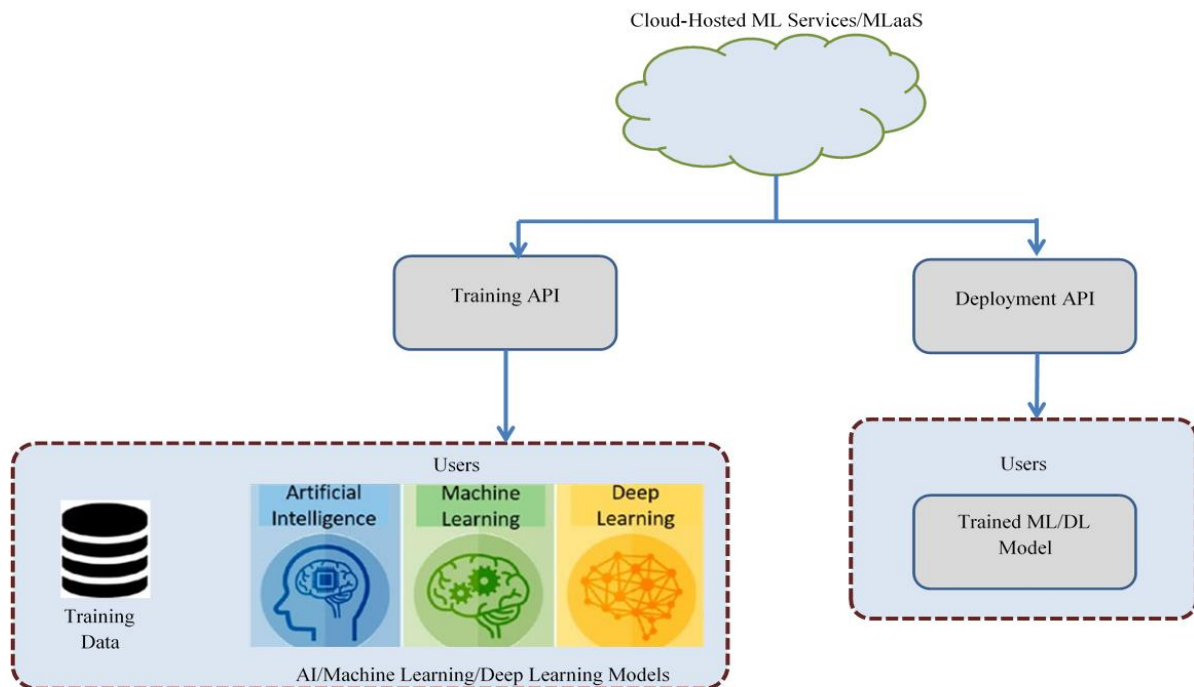 Cloud-Hosted ML Services/MLaaS
Training API
Deployment API
Users
Artificial
Intelligence
Machine
Learning
Deep
Learning
Training
Data
AI/Machine Learning/Deep Learning Models
Users
Trained ML/DL
Model